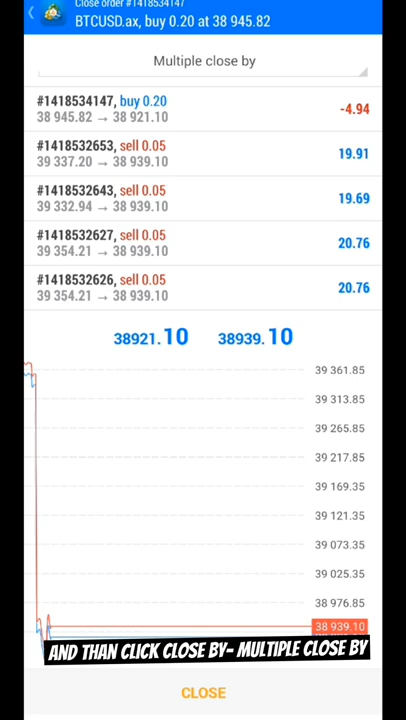 Close order #1418534147
BTCUSD.ax, buy 0.20 at 38 945.82
Multiple close by
#1418534147, buy 0.20
38 945.82 → 38 921.10
-4.94
#1418532653, sell 0.05
39 337.20 → 38 939.10
19.91
#1418532643, sell 0.05
39 332.94 → 38 939.10
19.69
#1418532627, sell 0.05
39 354.21 → 38 939.10
20.76
#1418532626, sell 0.05
39 354.21 → 38 939.10
20.76
38921.10 38939.10
39 361.85
39 313.85
39 265.85
39 217.85
39 169.35
39 121.35
39 073.35
39 025.35
38 976.85
38 939.10
AND THAN CLICK CLOSE BY- MULTIPLE CLOSE BY
CLOSE